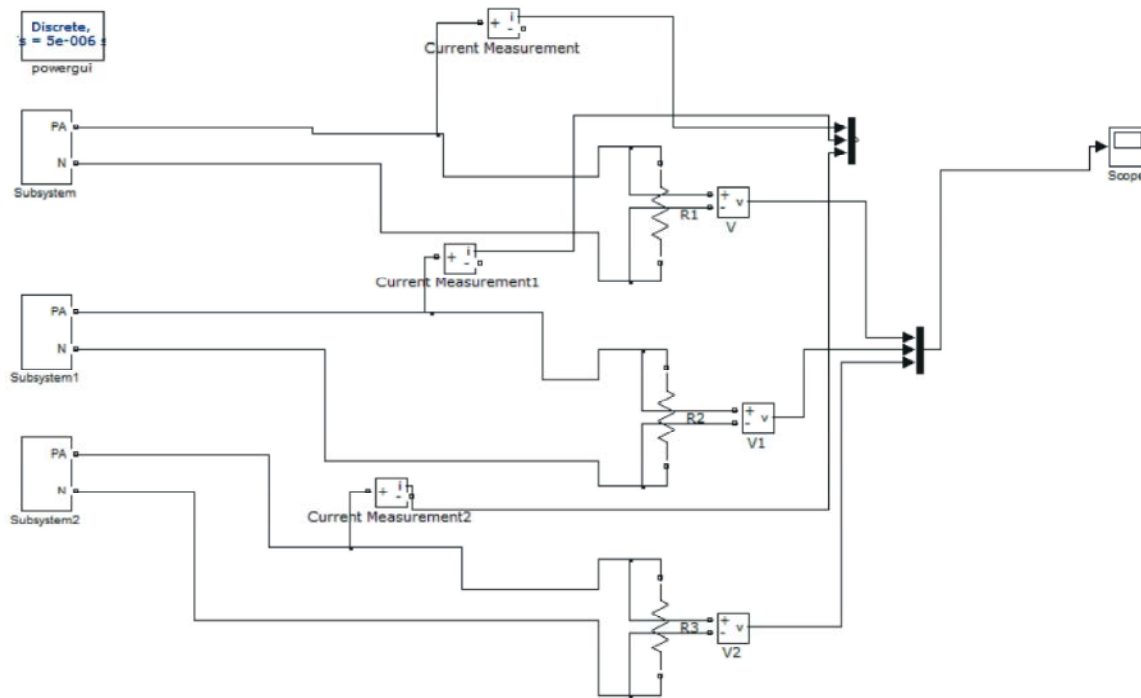 Discrete,
s = 5e-006 s
powergui
i
+
-
Current Measurement
PA
N
Subsystem
+
-
v
R1
V
i
+
-
Current Measurement1
PA
N
Subsystem1
+
-
v
R2
V1
PA
N
Subsystem2
i
+
-
Current Measurement2
+
-
v
R3
V2
Scope